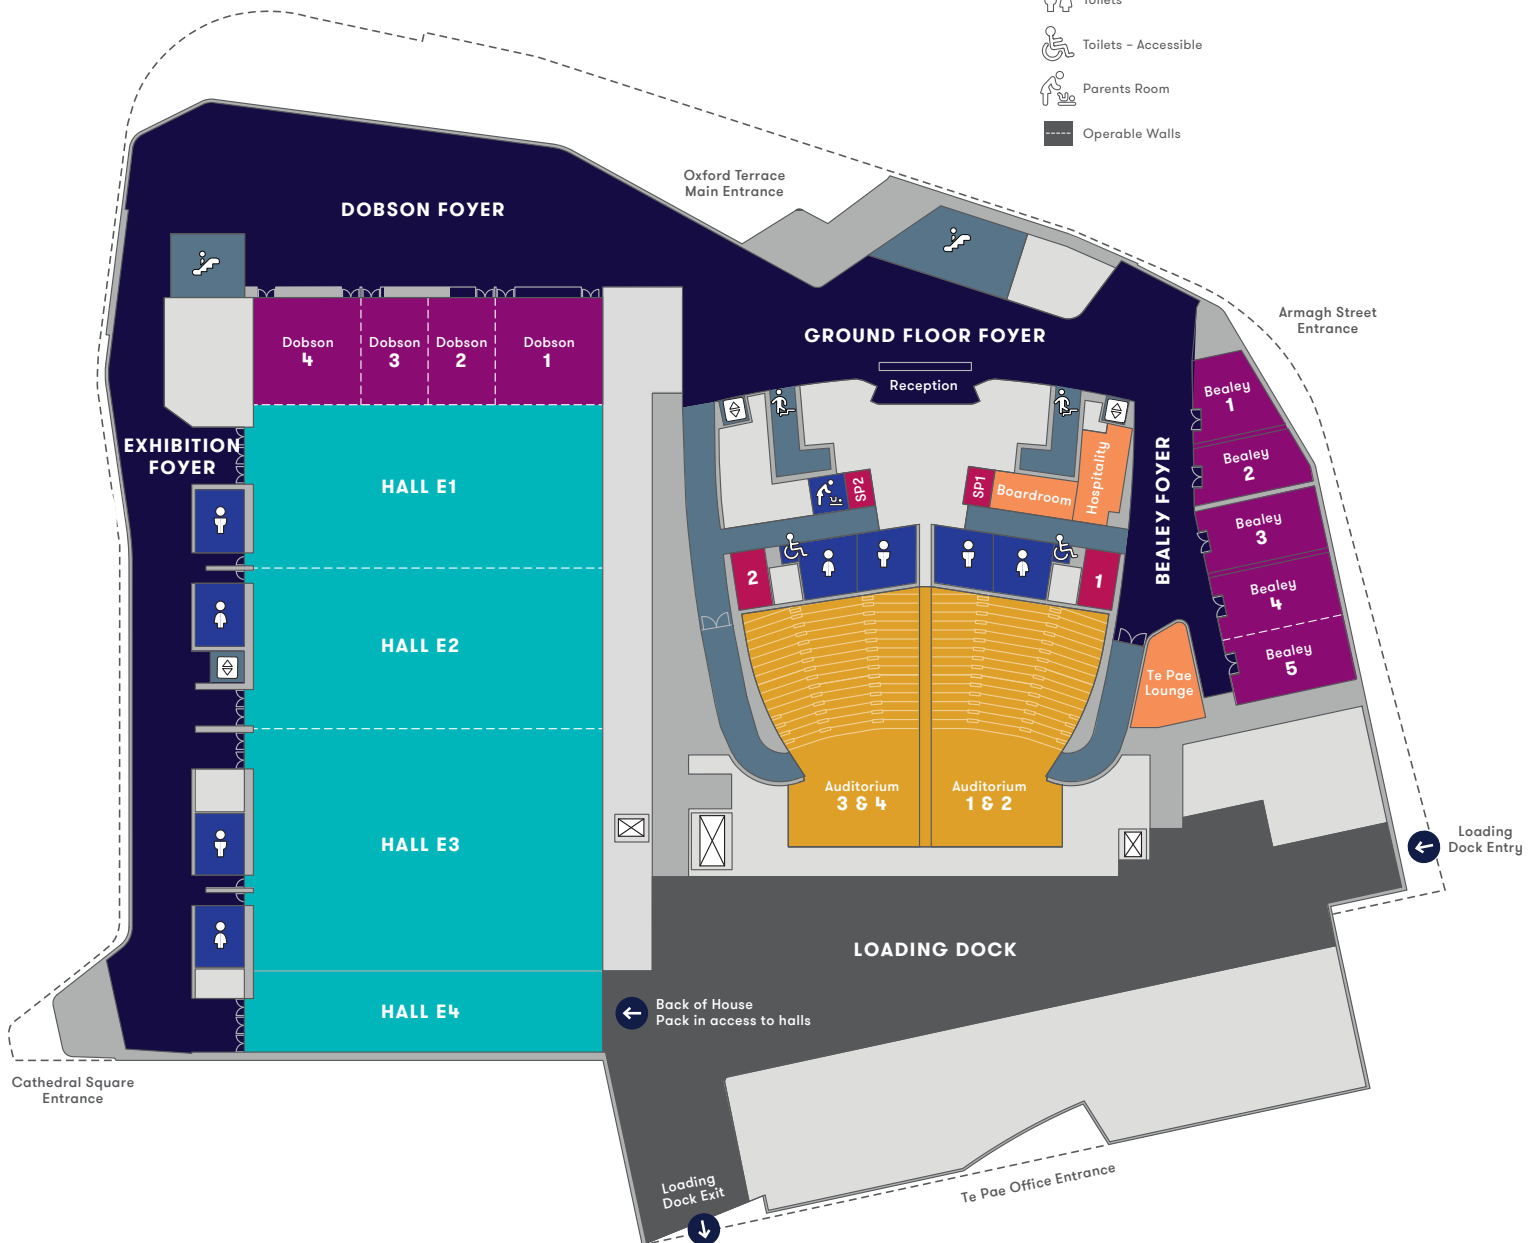 Toilets
Toilets – Accessible
Parents Room
Operable Walls
Oxford Terrace
Main Entrance
DOBSON FOYER
Armagh Street
Entrance
GROUND FLOOR FOYER
Reception
Dobson
4
Dobson
3
Dobson
2
Dobson
1
Bealey
1
Bealey
2
Bealey
3
Bealey
4
Bealey
5
EXHIBITION
FOYER
HALL E1
HALL E2
HALL E3
HALL E4
SP2
SP1
Boardroom
Hospitality
BEALEY FOYER
2
1
Te Pae
Lounge
Auditorium
3 & 4
Auditorium
1 & 2
Loading
Dock Entry
LOADING DOCK
Back of House
Pack in access to halls
Cathedral Square
Entrance
Loading
Dock Exit
Te Pae Office Entrance